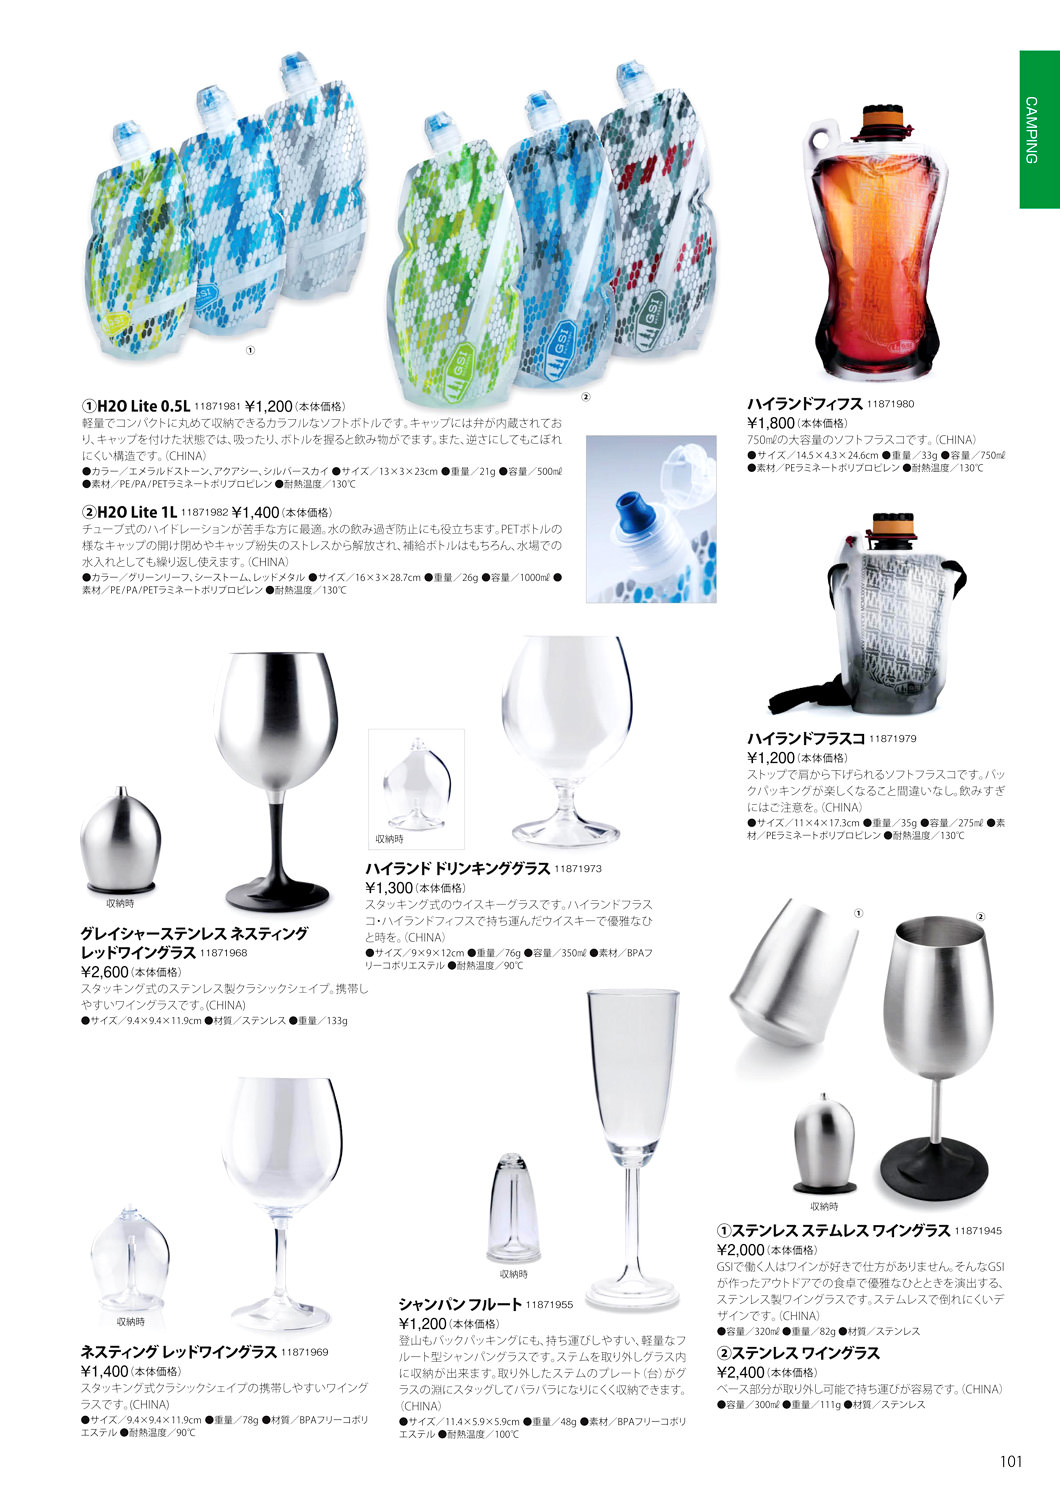 CAMPING
①
②
①H2O Lite 0.5L 11871981 ¥1,200（本体価格）
軽量でコンパクトに丸めて収納できるカラフルなソフトボトルです。キャップには弁が内蔵されてお
り、キャップを付けた状態では、吸ったり、ボトルを握ると飲み物がでます。また、逆さにしてもこぼれ
にくい構造です。（CHINA）
●カラー／エメラルドストーン、アクアシー、シルバースカイ ●サイズ／13×3×23cm ●重量／21g ●容量／500㎖
●素材／PE/PA/PETラミネートポリプロピレン ●耐熱温度／130℃
②H2O Lite 1L 11871982 ¥1,400（本体価格）
チューブ式のハイドレーションが苦手な方に最適。水の飲み過ぎ防止にも役立ちます。PETボトルの
様なキャップの開け閉めやキャップ紛失のストレスから解放され、補給ボトルはもちろん、水場での
水入れとしても繰り返し使えます。（CHINA）
●カラー／グリーンリーフ、シーストーム、レッドメタル ●サイズ／16×3×28.7cm ●重量／26g ●容量／1000㎖ ●
素材／PE/PA/PETラミネートポリプロピレン ●耐熱温度／130℃
GSI
GSI
GSI
GSI
ハイランドフィフス 11871980
¥1,800（本体価格）
750㎖の大容量のソフトフラスコです。（CHINA）
●サイズ／14.5×4.3×24.6cm ●重量／33g ●容量／750㎖
●素材／PEラミネートポリプロピレン ●耐熱温度／130℃
ハイランドフラスコ 11871979
¥1,200（本体価格）
ストップで肩から下げられるソフトフラスコです。バッ
クパッキングが楽しくなること間違いなし。飲みすぎ
にはご注意を。（CHINA）
●サイズ／11×4×17.3cm ●重量／35g ●容量／275㎖ ●素
材／PEラミネートポリプロピレン ●耐熱温度／130℃
収納時
グレイシャーステンレス ネスティング
レッドワイングラス 11871968
¥2,600（本体価格）
スタッキング式のステンレス製クラシックシェイプ。携帯し
やすいワイングラスです。(CHINA)
●サイズ／9.4×9.4×11.9cm ●材質／ステンレス ●重量／133g
収納時
ハイランド ドリンキンググラス 11871973
¥1,300（本体価格）
スタッキング式のウイスキーグラスです。ハイランドフラス
コ・ハイランドフィフスで持ち運んだウイスキーで優雅なひ
と時を。（CHINA）
●サイズ／9×9×12cm ●重量／76g ●容量／350㎖ ●素材／BPAフ
リーコポリエステル ●耐熱温度／90℃
収納時
ネスティング レッドワイングラス 11871969
¥1,400（本体価格）
スタッキング式クラシックシェイプの携帯しやすいワイング
ラスです。(CHINA)
●サイズ／9.4×9.4×11.9cm ●重量／78g ●材質／BPAフリーコポリ
エステル ●耐熱温度／90℃
収納時
シャンパン フルート 11871955
¥1,200（本体価格）
登山もバックパッキングにも、持ち運びしやすい、軽量なフ
ルート型シャンパングラスです。ステムを取り外しグラス内
に収納が出来ます。取り外したステムのプレート（台）がグ
ラスの淵にスタッグしてバラバラになりにくく収納できます。
（CHINA）
●サイズ／11.4×5.9×5.9cm ●重量／48g ●素材／BPAフリーコポリ
エステル ●耐熱温度／100℃
①
②
収納時
①ステンレス ステムレス ワイングラス 11871945
¥2,000（本体価格）
GSIで働く人はワインが好きで仕方がありません。そんなGSI
が作ったアウトドアでの食卓で優雅なひとときを演出する、
ステンレス製ワイングラスです。ステムレスで倒れにくいデ
ザインです。（CHINA）
●容量／320㎖ ●重量／82g ●材質／ステンレス
②ステンレス ワイングラス
¥2,400（本体価格）
ベース部分が取り外し可能で持ち運びが容易です。（CHINA）
●容量／300㎖ ●重量／111g ●材質／ステンレス
101